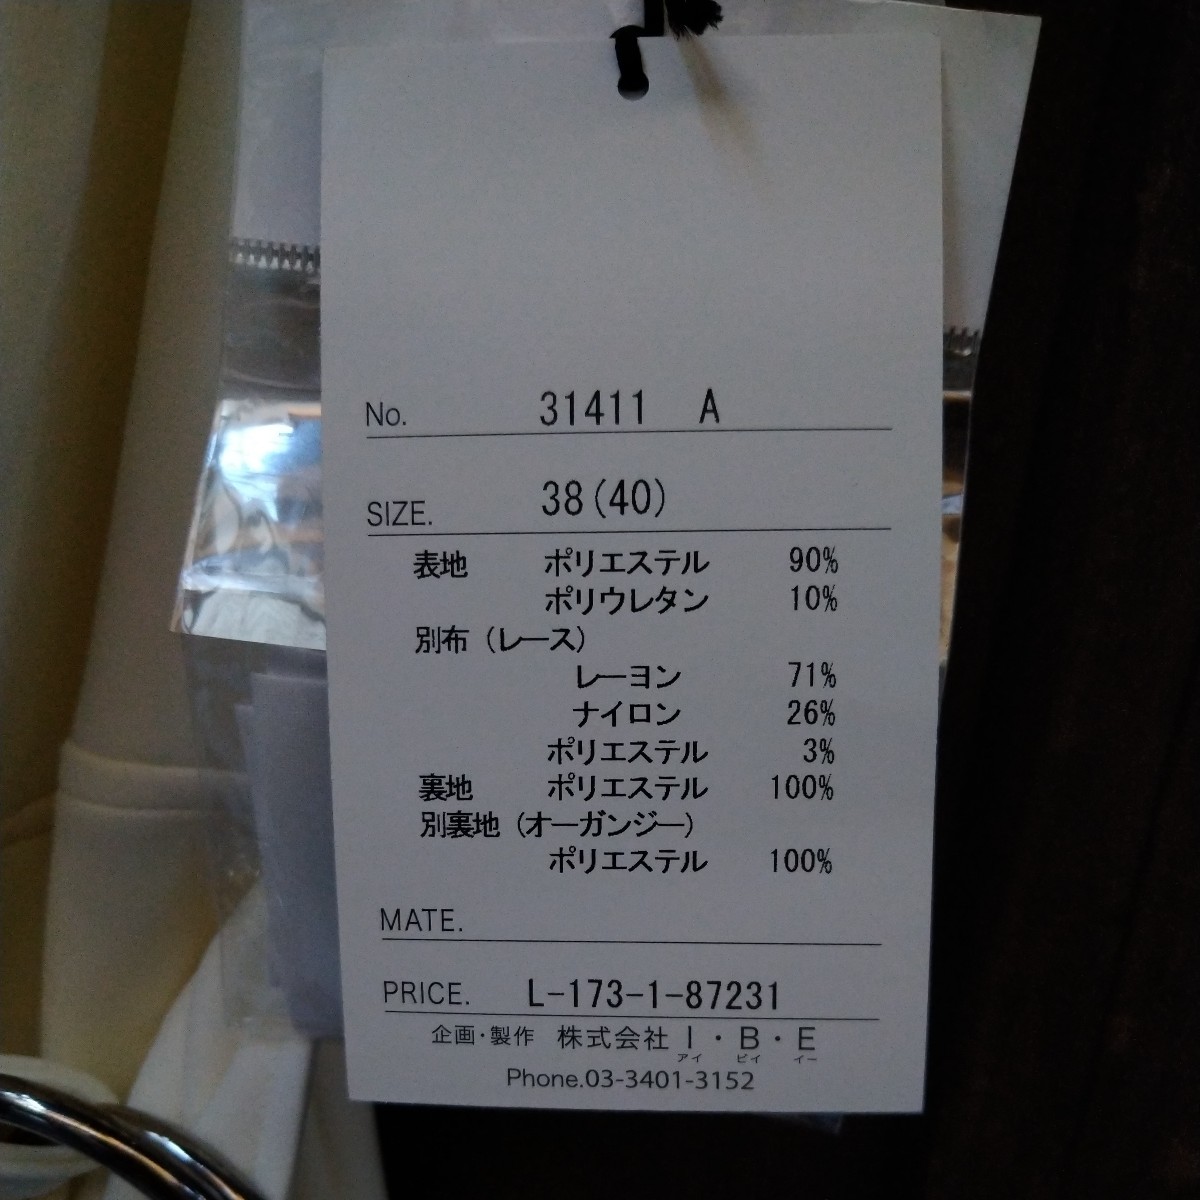 No. 31411 A
SIZE. 38(40)
表地 ポリエステル 90%
ポリウレタン 10%
別布(レース)
レーヨン 71%
ナイロン 26%
ポリエステル 3%
裏地 ポリエステル 100%
別裏地(オーガンジー)
ポリエステル 100%
MATE.
PRICE. L-173-1-87231
企画・製作 株式会社 I・B・E
アイ ビイ イー
Phone.03-3401-3152